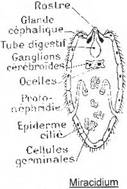 Rostre
Glande
céphalique
Tube digestif
Ganglions
cérébroïdes
Ocelles
Proto-
néphridie
Epiderme
cilié
Cellules
germinales
Miracidium